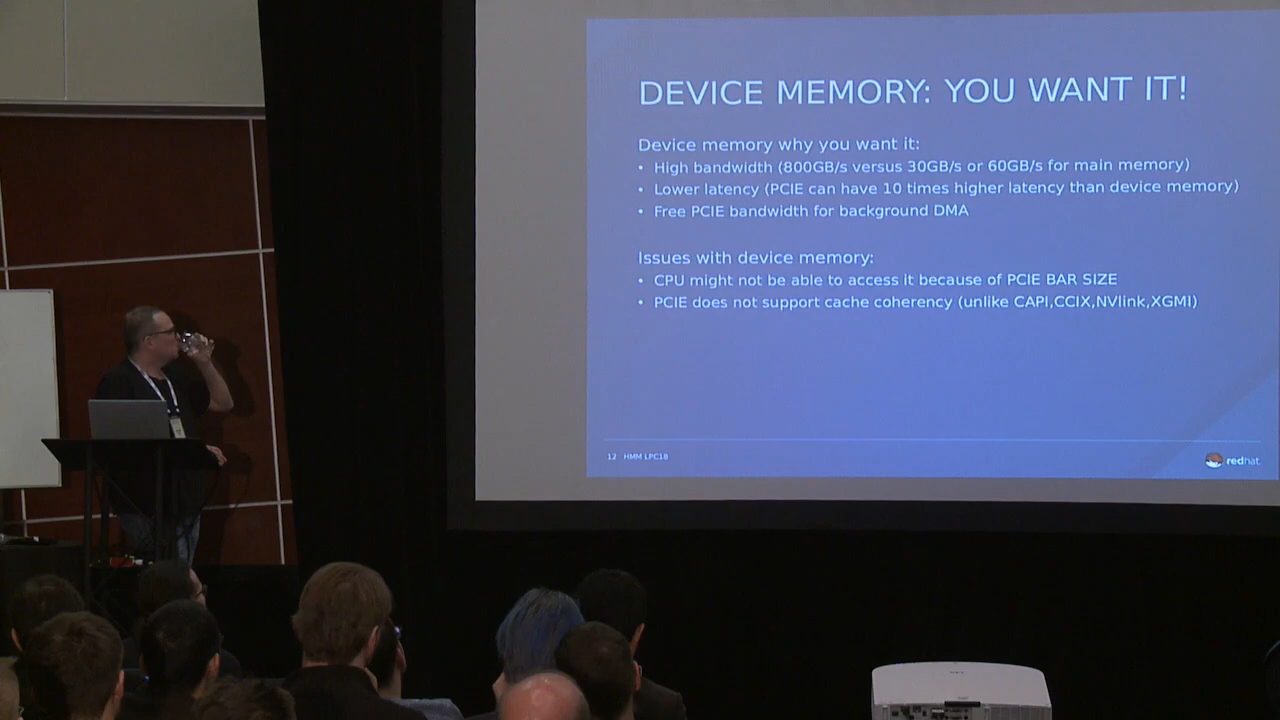 DEVICE MEMORY: YOU WANT IT!
Device memory why you want it:
• High bandwidth (800GB/s versus 30GB/s or 60GB/s for main memory)
• Lower latency (PCIE can have 10 times higher latency than device memory)
• Free PCIE bandwidth for background DMA
Issues with device memory:
• CPU might not be able to access it because of PCIE BAR SIZE
• PCIE does not support cache coherency (unlike CAPI,CCIX,NVlink,XGMI)
12 HMM LPC18
redhat.